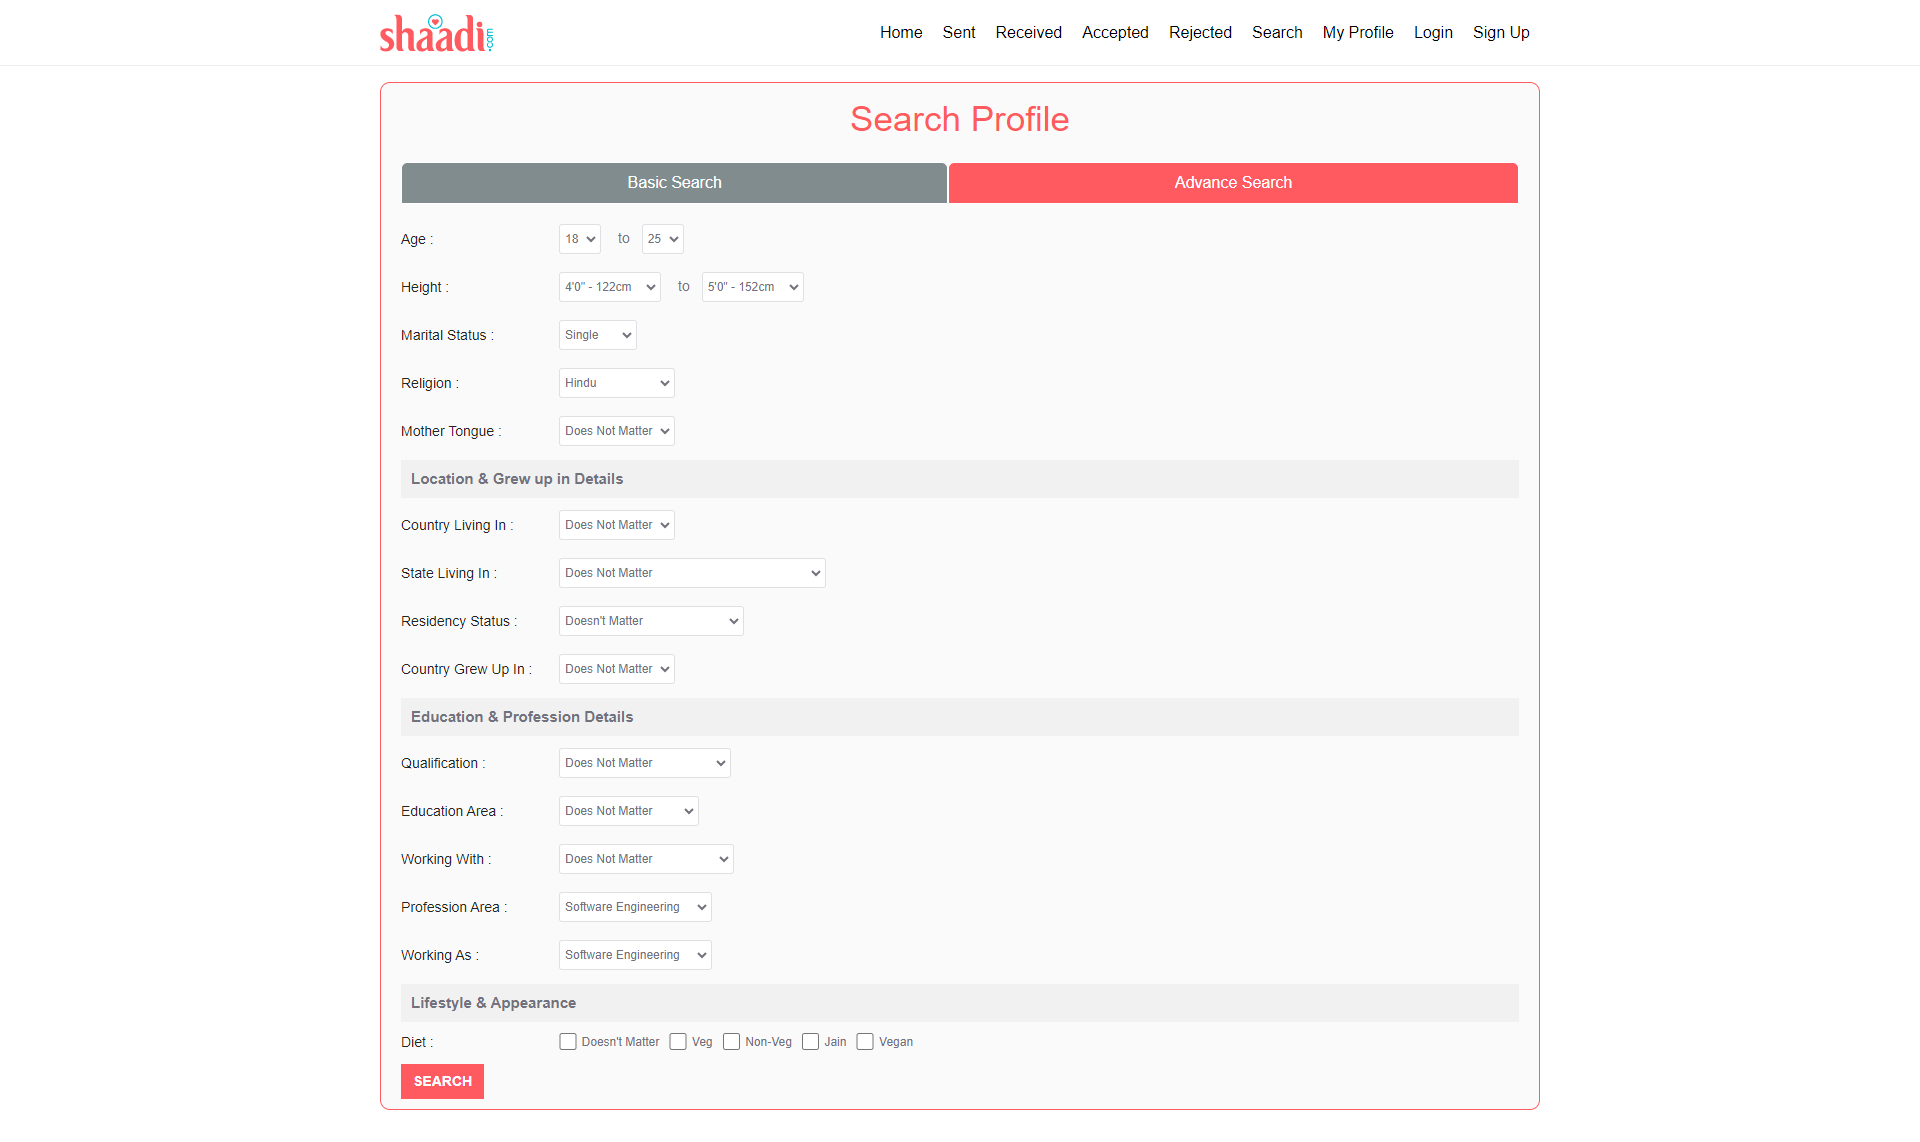 shaadi.com
Home Sent Received Accepted Rejected Search My Profile Login Sign Up
Search Profile
Basic Search Advance Search
Age : 18 to 25
Height : 4'0" - 122cm to 5'0" - 152cm
Marital Status : Single
Religion : Hindu
Mother Tongue : Does Not Matter
Location & Grew up in Details
Country Living In : Does Not Matter
State Living In : Does Not Matter
Residency Status : Doesn't Matter
Country Grew Up In : Does Not Matter
Education & Profession Details
Qualification : Does Not Matter
Education Area : Does Not Matter
Working With : Does Not Matter
Profession Area : Software Engineering
Working As : Software Engineering
Lifestyle & Appearance
Diet : Doesn't Matter Veg Non-Veg Jain Vegan
SEARCH